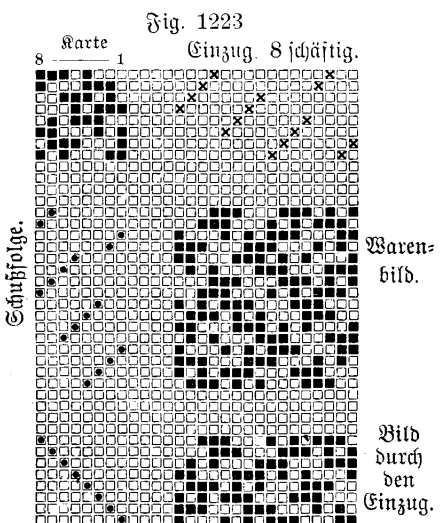 Fig. 1223
Karte
8 1
Einzug. 8 schäftig.
Schußfolge.
Waren=
bild.
Bild
durch
den
Einzug.